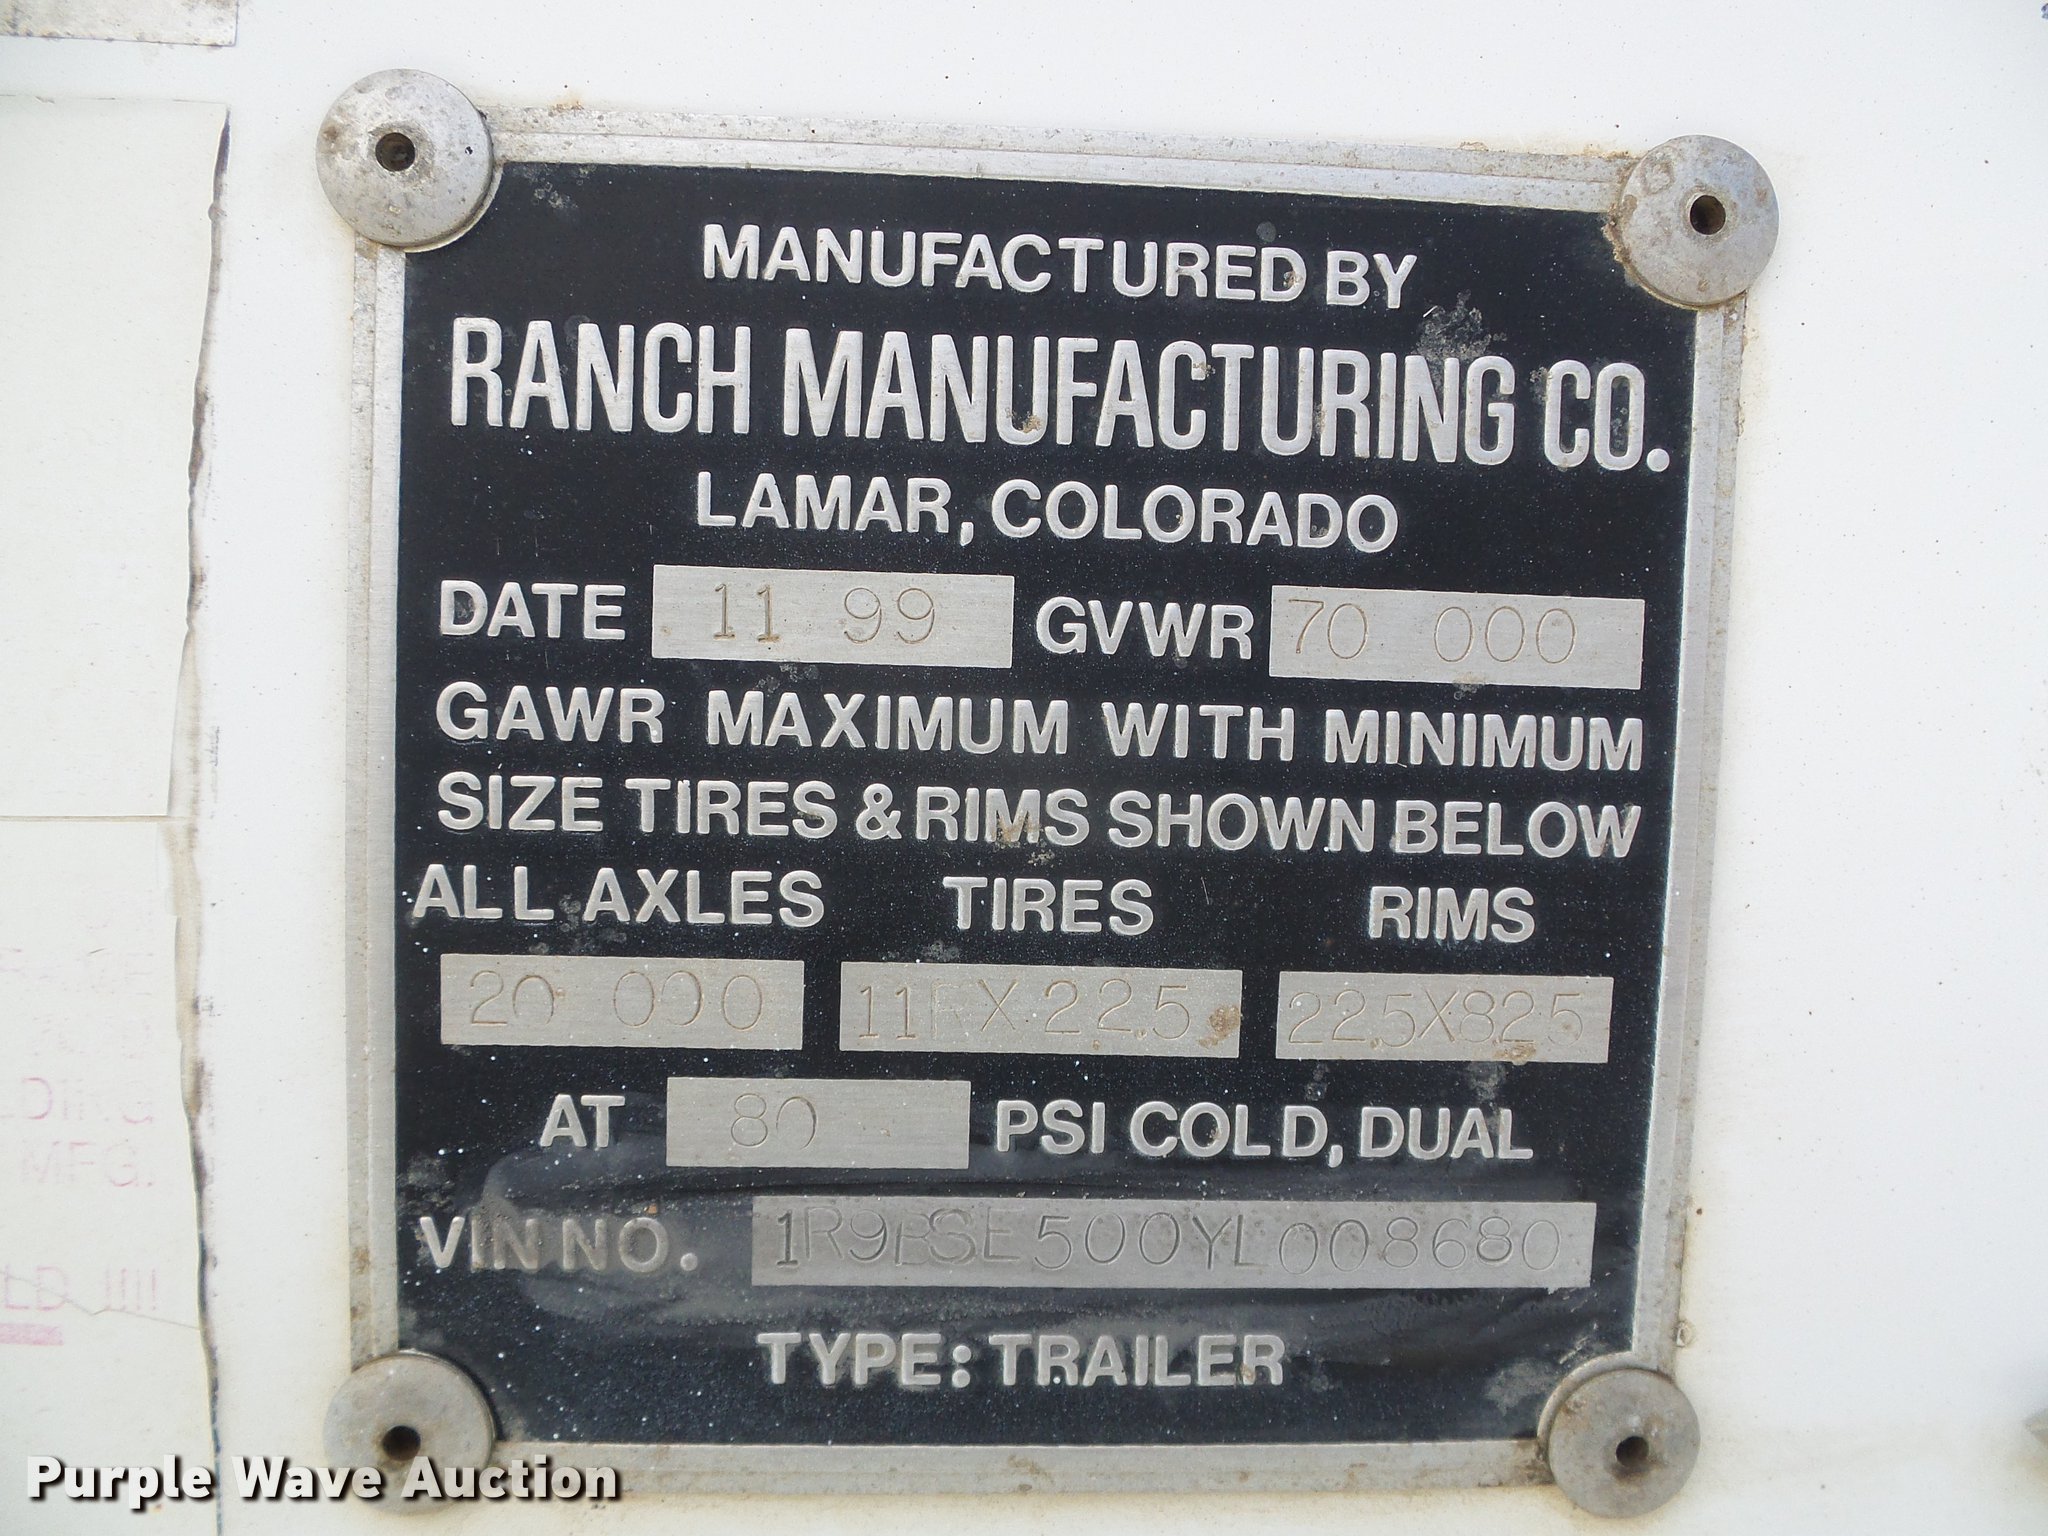 MANUFACTURED BY
RANCH MANUFACTURING CO.
LAMAR, COLORADO
DATE 11 99 GVWR 70 000
GAWR MAXIMUM WITH MINIMUM
SIZE TIRES & RIMS SHOWN BELOW
ALL AXLES TIRES RIMS
20 000 11RX22.5 22.5X8.25
AT 80 PSI COLD, DUAL
VIN NO. 1R9BSE500YL008680
TYPE: TRAILER
MFG.
LD !!!!
Purple Wave Auction